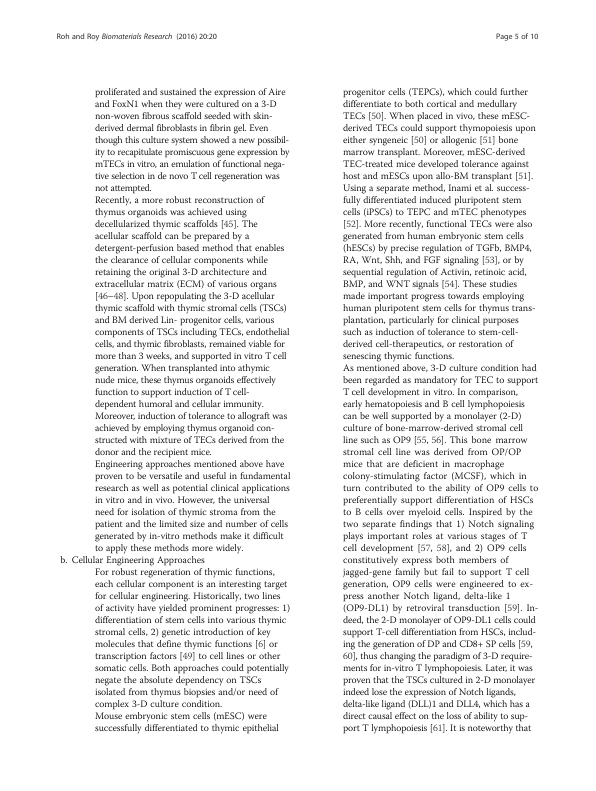 Roh and Roy Biomaterials Research (2016) 20:20
Page 5 of 10
proliferated and sustained the expression of Aire
and FoxN1 when they were cultured on a 3-D
non-woven fibrous scaffold seeded with skin-
derived dermal fibroblasts in fibrin gel. Even
though this culture system showed a new possibil-
ity to recapitulate promiscuous gene expression by
mTECs in vitro, an emulation of functional nega-
tive selection in de novo T cell regeneration was
not attempted.
Recently, a more robust reconstruction of
thymus organoids was achieved using
decellularized thymic scaffolds [45]. The
acellular scaffold can be prepared by a
detergent-perfusion based method that enables
the clearance of cellular components while
retaining the original 3-D architecture and
extracellular matrix (ECM) of various organs
[46–48]. Upon repopulating the 3-D acellular
thymic scaffold with thymic stromal cells (TSCs)
and BM derived Lin- progenitor cells, various
components of TSCs including TECs, endothelial
cells, and thymic fibroblasts, remained viable for
more than 3 weeks, and supported in vitro T cell
generation. When transplanted into athymic
nude mice, these thymus organoids effectively
function to support induction of T cell-
dependent humoral and cellular immunity.
Moreover, induction of tolerance to allograft was
achieved by employing thymus organoid con-
structed with mixture of TECs derived from the
donor and the recipient mice.
Engineering approaches mentioned above have
proven to be versatile and useful in fundamental
research as well as potential clinical applications
in vitro and in vivo. However, the universal
need for isolation of thymic stroma from the
patient and the limited size and number of cells
generated by in-vitro methods make it difficult
to apply these methods more widely.
b. Cellular Engineering Approaches
For robust regeneration of thymic functions,
each cellular component is an interesting target
for cellular engineering. Historically, two lines
of activity have yielded prominent progresses: 1)
differentiation of stem cells into various thymic
stromal cells, 2) genetic introduction of key
molecules that define thymic functions [6] or
transcription factors [49] to cell lines or other
somatic cells. Both approaches could potentially
negate the absolute dependency on TSCs
isolated from thymus biopsies and/or need of
complex 3-D culture condition.
Mouse embryonic stem cells (mESC) were
successfully differentiated to thymic epithelial
progenitor cells (TEPCs), which could further
differentiate to both cortical and medullary
TECs [50]. When placed in vivo, these mESC-
derived TECs could support thymopoiesis upon
either syngeneic [50] or allogenic [51] bone
marrow transplant. Moreover, mESC-derived
TEC-treated mice developed tolerance against
host and mESCs upon allo-BM transplant [51].
Using a separate method, Inami et al. success-
fully differentiated induced pluripotent stem
cells (iPSCs) to TEPC and mTEC phenotypes
[52]. More recently, functional TECs were also
generated from human embryonic stem cells
(hESCs) by precise regulation of TGFb, BMP4,
RA, Wnt, Shh, and FGF signaling [53], or by
sequential regulation of Activin, retinoic acid,
BMP, and WNT signals [54]. These studies
made important progress towards employing
human pluripotent stem cells for thymus trans-
plantation, particularly for clinical purposes
such as induction of tolerance to stem-cell-
derived cell-therapeutics, or restoration of
senescing thymic functions.
As mentioned above, 3-D culture condition had
been regarded as mandatory for TEC to support
T cell development in vitro. In comparison,
early hematopoiesis and B cell lymphopoiesis
can be well supported by a monolayer (2-D)
culture of bone-marrow-derived stromal cell
line such as OP9 [55, 56]. This bone marrow
stromal cell line was derived from OP/OP
mice that are deficient in macrophage
colony-stimulating factor (MCSF), which in
turn contributed to the ability of OP9 cells to
preferentially support differentiation of HSCs
to B cells over myeloid cells. Inspired by the
two separate findings that 1) Notch signaling
plays important roles at various stages of T
cell development [57, 58], and 2) OP9 cells
constitutively express both members of
jagged-gene family but fail to support T cell
generation, OP9 cells were engineered to ex-
press another Notch ligand, delta-like 1
(OP9-DL1) by retroviral transduction [59]. In-
deed, the 2-D monolayer of OP9-DL1 cells could
support T-cell differentiation from HSCs, includ-
ing the generation of DP and CD8+ SP cells [59,
60], thus changing the paradigm of 3-D require-
ments for in-vitro T lymphopoiesis. Later, it was
proven that the TSCs cultured in 2-D monolayer
indeed lose the expression of Notch ligands,
delta-like ligand (DLL)1 and DLL4, which has a
direct causal effect on the loss of ability to sup-
port T lymphopoiesis [61]. It is noteworthy that